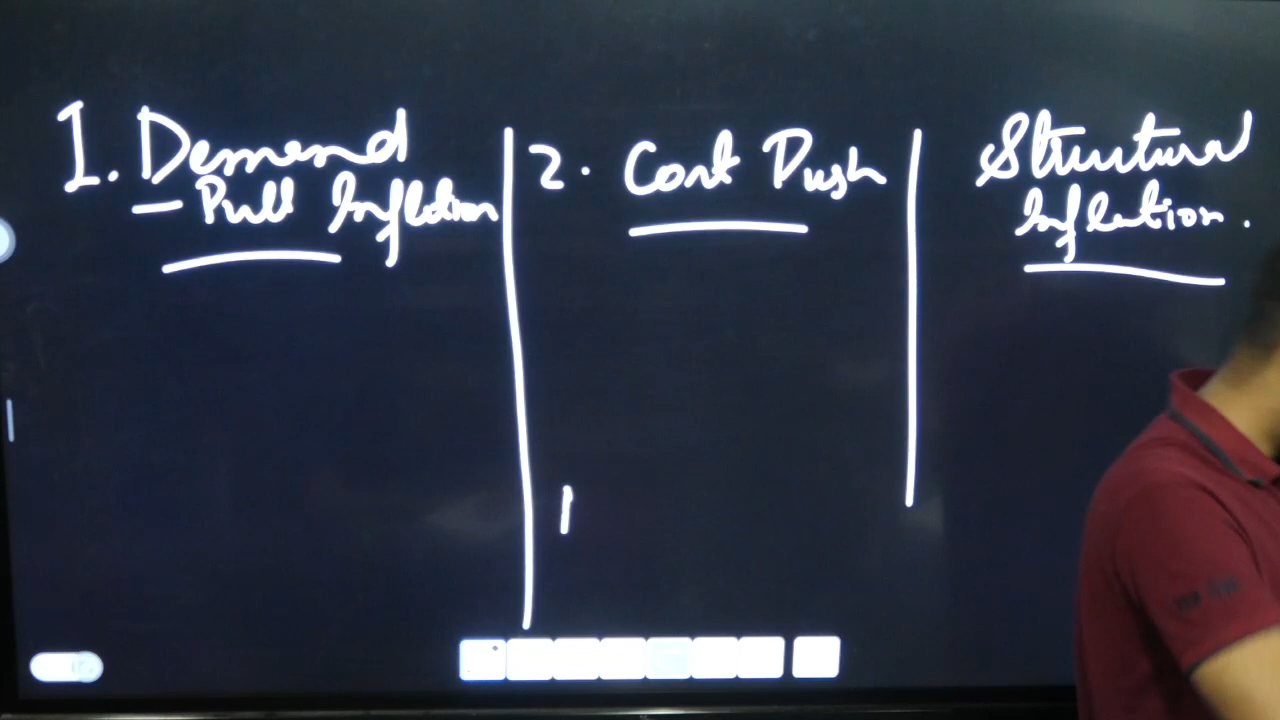 1. Demand
– Pull Inflation
2. Cost Push
Structural
Inflation.